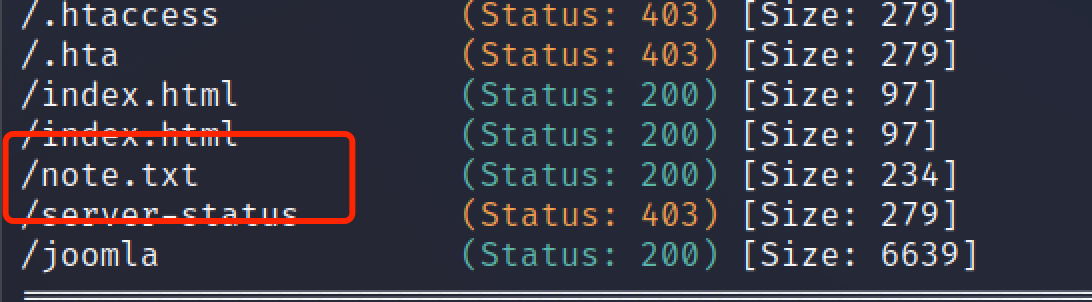 /.htaccess (Status: 403) [Size: 279]
/.hta (Status: 403) [Size: 279]
/index.html (Status: 200) [Size: 97]
/index.html (Status: 200) [Size: 97]
/note.txt (Status: 200) [Size: 234]
/server-status (Status: 403) [Size: 279]
/joomla (Status: 200) [Size: 6639]